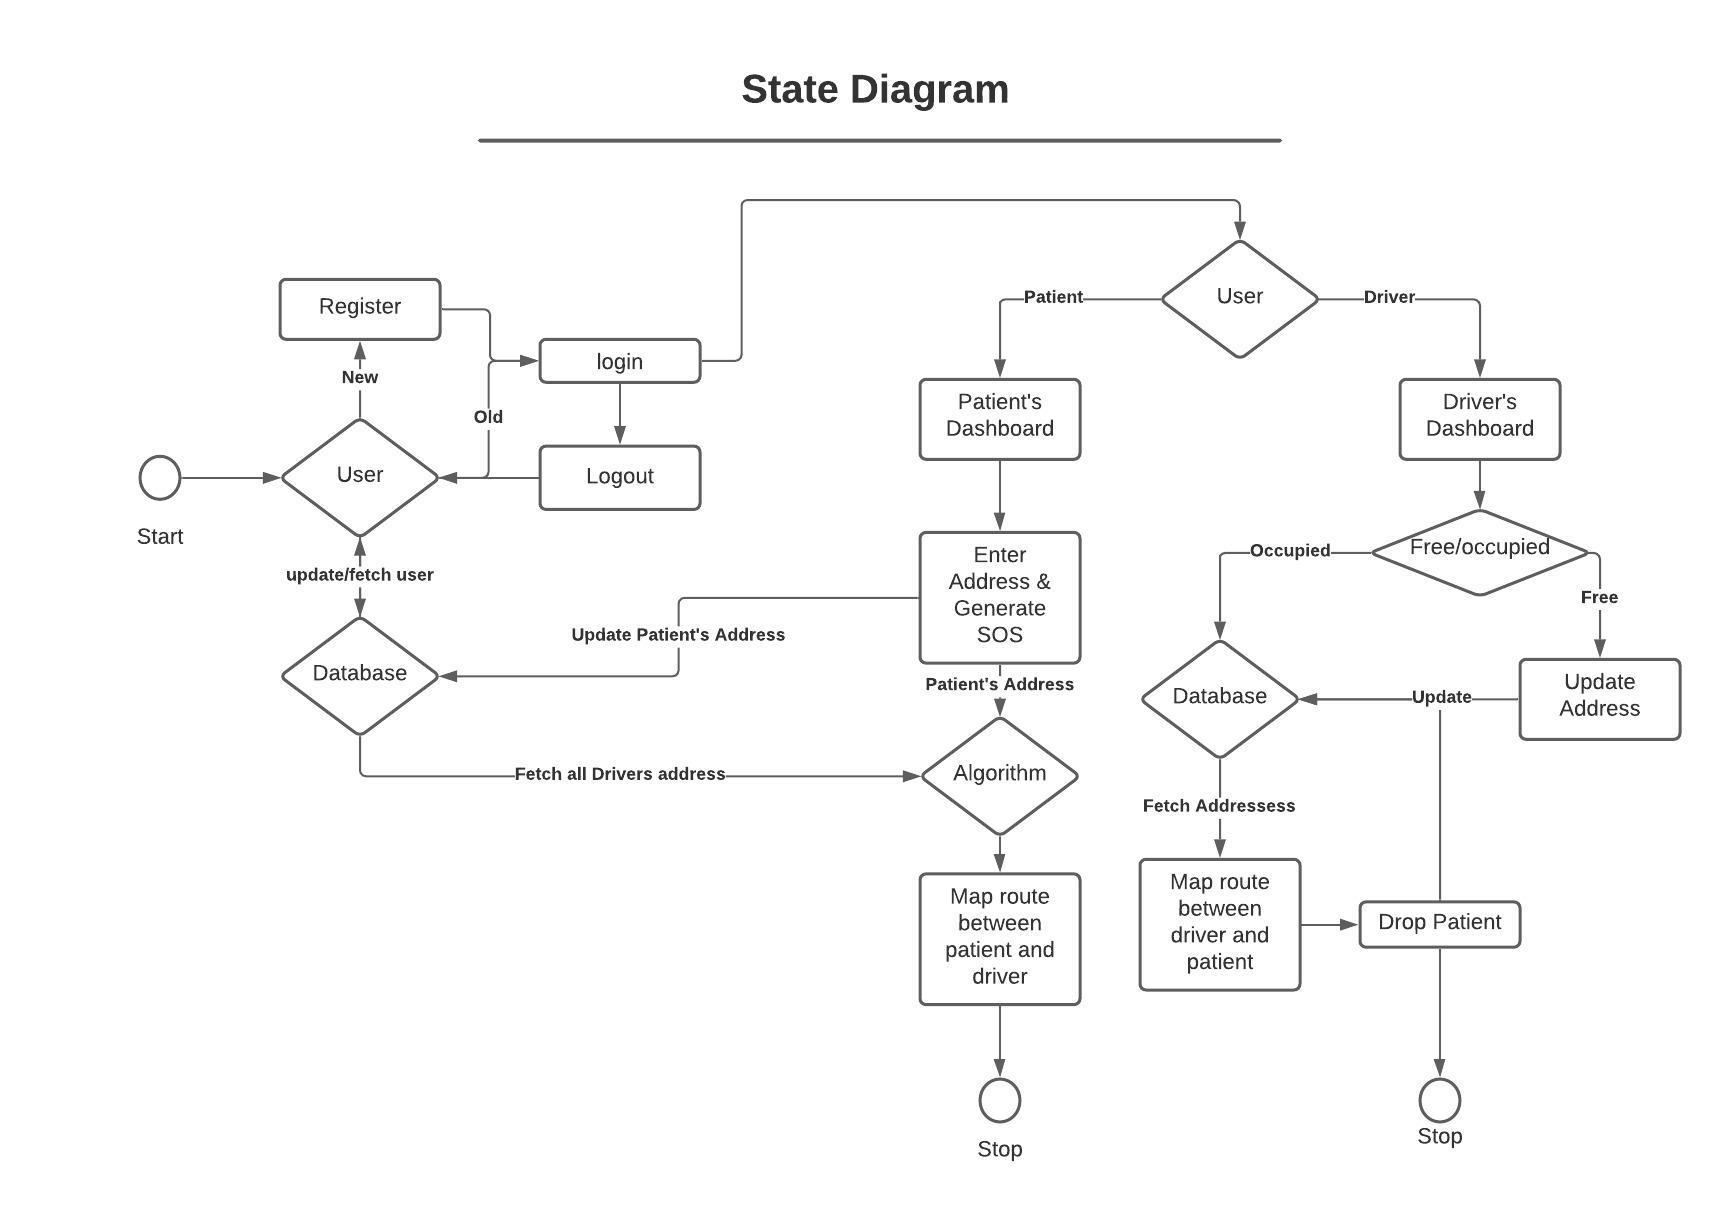 State Diagram
Register
New
login
Old
User
Logout
Start
update/fetch user
Database
Update Patient's Address
Fetch all Drivers address
User
Patient
Driver
Patient's
Dashboard
Enter
Address &
Generate
SOS
Patient's Address
Algorithm
Map route
between
patient and
driver
Stop
Driver's
Dashboard
Free/occupied
Occupied
Free
Database
Update
Update
Address
Fetch Addressess
Map route
between
driver and
patient
Drop Patient
Stop